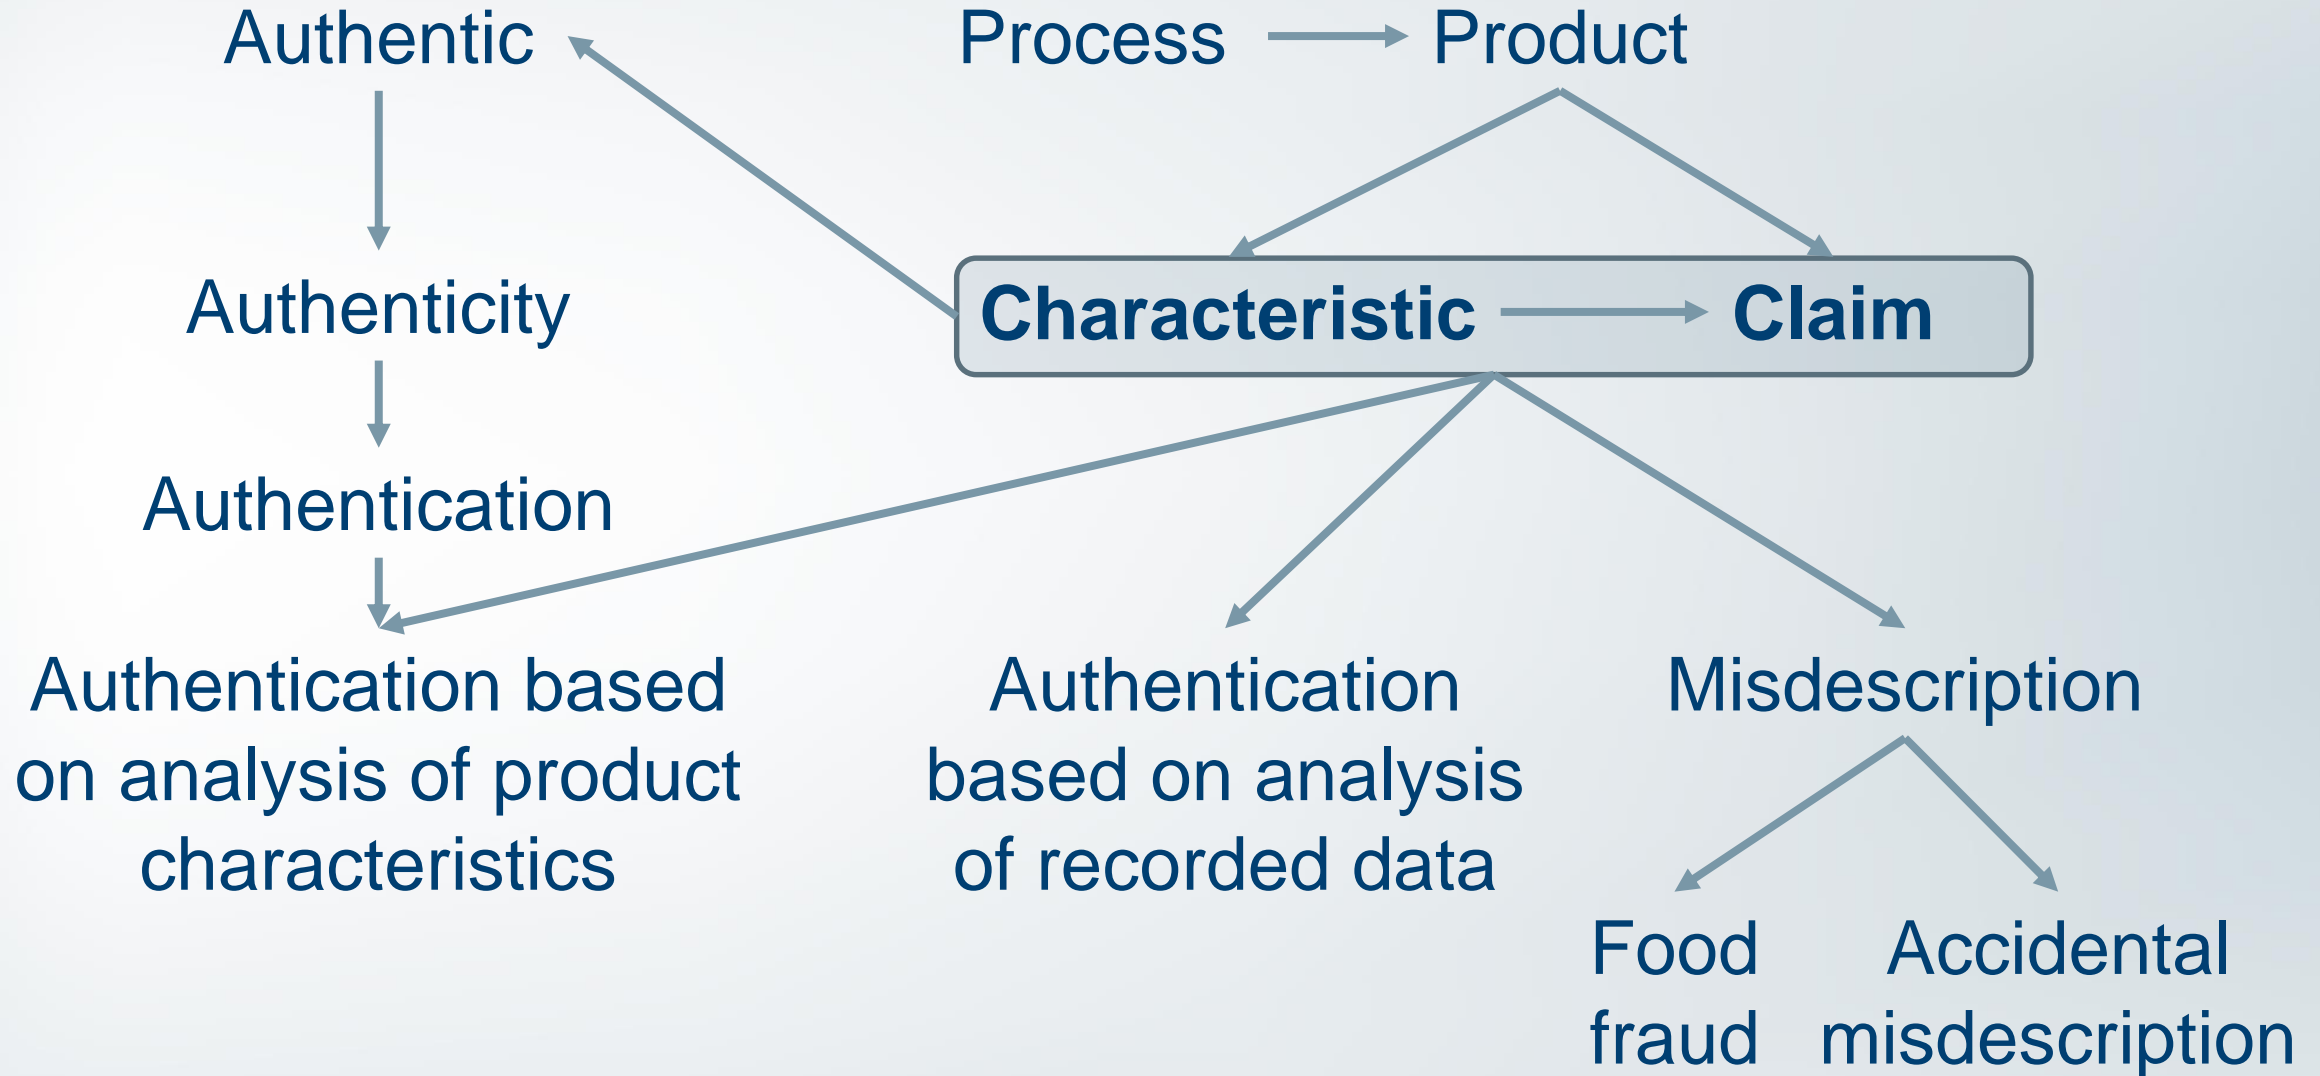 Authentic
Process
Product
Authenticity
Characteristic
Claim
Authentication
Authentication based
on analysis of product
characteristics
Authentication
based on analysis
of recorded data
Misdescription
Food
fraud
Accidental
misdescription